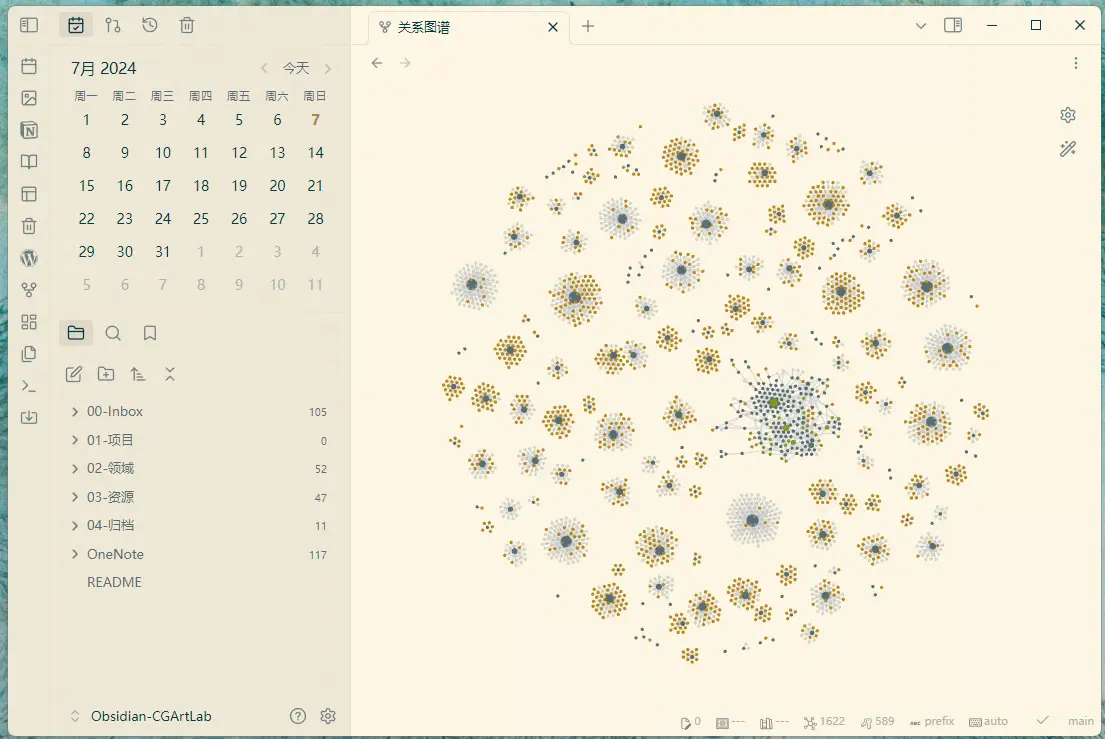 关系图谱
7月 2024
今天
周一 周二 周三 周四 周五 周六 周日
1 2 3 4 5 6 7
8 9 10 11 12 13 14
15 16 17 18 19 20 21
22 23 24 25 26 27 28
29 30 31 1 2 3 4
5 6 7 8 9 10 11
00-Inbox 105
01-项目 0
02-领域 52
03-资源 47
04-归档 11
OneNote 117
README
Obsidian-CGArtLab
0 --- --- 1622 589 prefix auto main